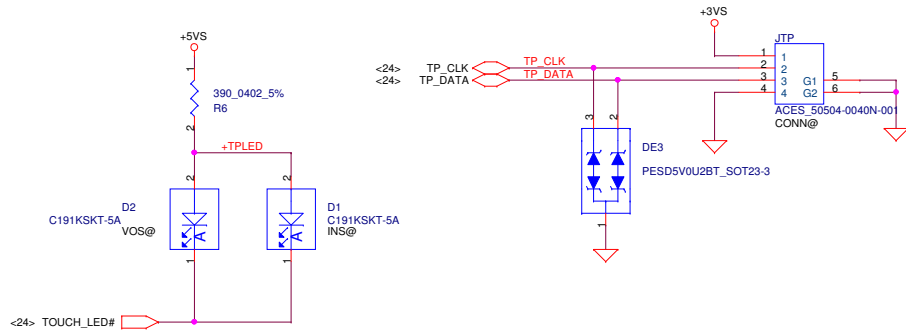 +5VS
1
390_0402_5%
R6
2
+TPLED
2
2
D2
C191KSKT-5A
VOS@
A
D1
C191KSKT-5A
INS@
A
1
1
<24> TOUCH_LED#
+3VS
JTP
<24> TP_CLK
TP_CLK
<24> TP_DATA
TP_DATA
1
2
3
4
1
2
3
4
G1
G2
5
6
ACES_50504-0040N-001
CONN@
3
2
DE3
PESD5V0U2BT_SOT23-3
1